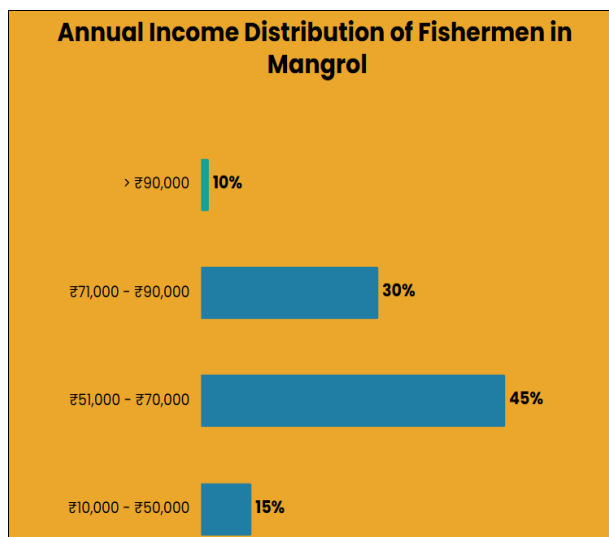 Annual Income Distribution of Fishermen in
Mangrol
> ₹90,000 10%
₹71,000 - ₹90,000 30%
₹51,000 - ₹70,000 45%
₹10,000 - ₹50,000 15%